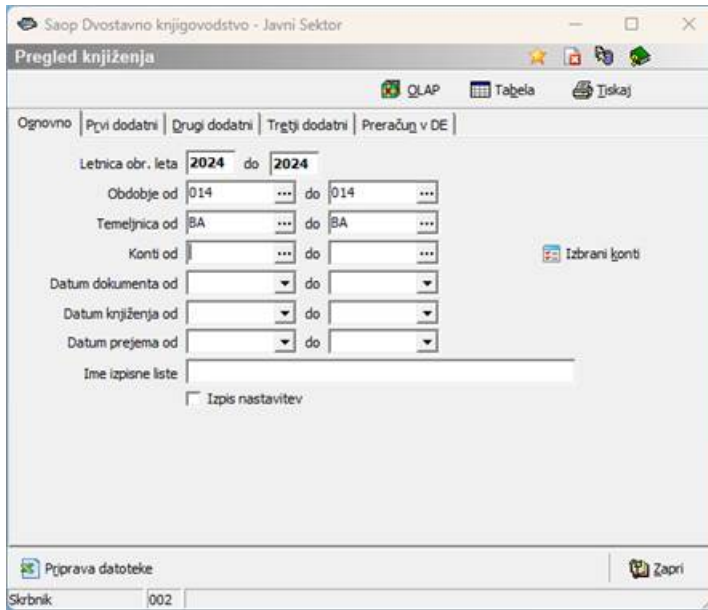 Saop Dvostavno knjigovodstvo - Javni Sektor
Pregled knjiženja
OLAP Tabela Tiskaj
Osnovno Prvi dodatni Drugi dodatni Tretji dodatni Preračun v DE
Letnica obr. leta 2024 do 2024
Obdobje od 014 ... do 014 ...
Temeljnica od BA ... do BA ...
Konti od ... do ... Izbrani konti
Datum dokumenta od do
Datum knjiženja od do
Datum prejema od do
Ime izpisne liste
Izpis nastavitev
Priprava datoteke Zapri
Skrbnik 002